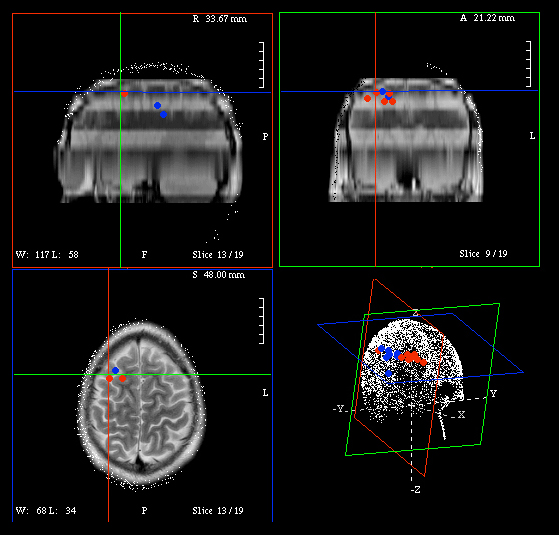 R 33.67 mm
P
W: 117 L: 58
F
Slice 13 / 19
A 21.22 mm
L
Slice 9 / 19
S 48.00 mm
L
W: 68 L: 34
P
Slice 13 / 19
Z
Y
-Y
-X
-Z